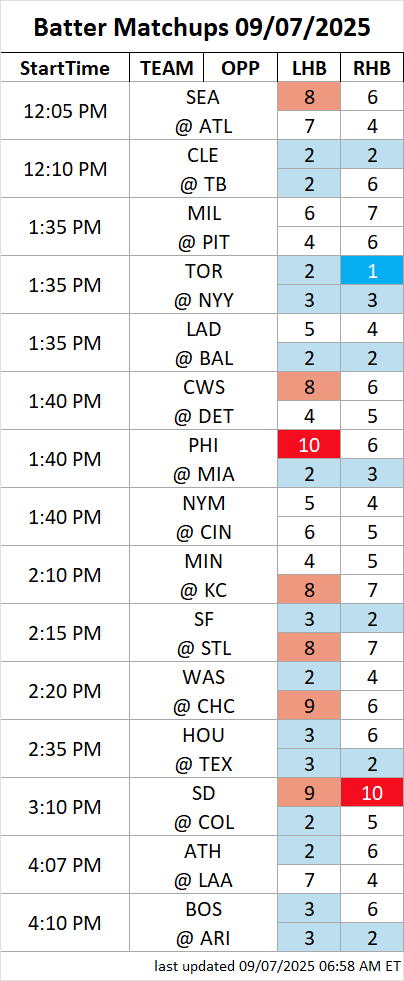 Batter Matchups 09/07/2025
StartTime TEAM OPP LHB RHB
12:05 PM
SEA 8 6
@ ATL 7 4
12:10 PM
CLE 2 2
@ TB 2 6
1:35 PM
MIL 6 7
@ PIT 4 6
1:35 PM
TOR 2 1
@ NYY 3 3
1:35 PM
LAD 5 4
@ BAL 2 2
1:40 PM
CWS 8 6
@ DET 4 5
1:40 PM
PHI 10 6
@ MIA 2 3
1:40 PM
NYM 5 4
@ CIN 6 5
2:10 PM
MIN 4 5
@ KC 8 7
2:15 PM
SF 3 2
@ STL 8 7
2:20 PM
WAS 2 4
@ CHC 9 6
2:35 PM
HOU 3 6
@ TEX 3 2
3:10 PM
SD 9 10
@ COL 2 5
4:07 PM
ATH 2 6
@ LAA 7 4
4:10 PM
BOS 3 6
@ ARI 3 2
last updated 09/07/2025 06:58 AM ET